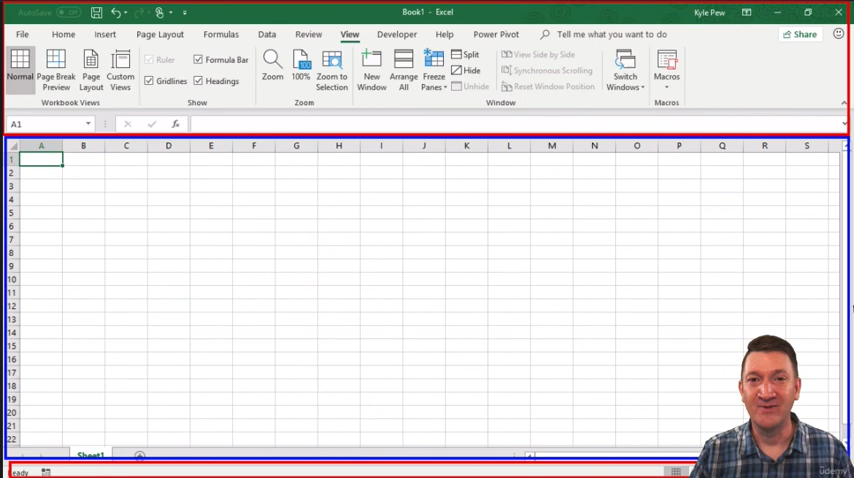 AutoSave Off Book1 - Excel Kyle Pew
File Home Insert Page Layout Formulas Data Review View Developer Help Power Pivot Tell me what you want to do Share
Ruler Formula Bar Split View Side by Side
Normal Page Break Page Custom Zoom 100% Zoom to New Arrange Freeze Hide Synchronous Scrolling Switch Macros
Preview Layout Views Gridlines Headings Selection Window All Panes Unhide Reset Window Position Windows
Workbook Views Show Zoom Window Macros
A1 fx
A B C D E F G H I J K L M N O P Q R S
1
2
3
4
5
6
7
8
9
10
11
12
13
14
15
16
17
18
19
20
21
22
Sheet1
eady
udemy